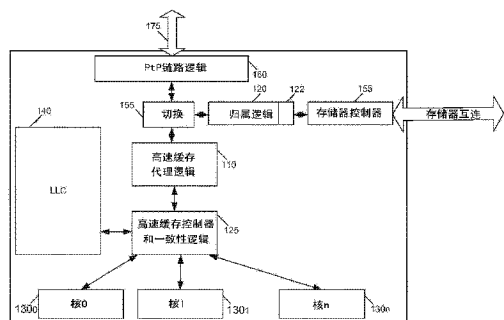 175
PtP链路逻辑
160
140
155
切换
120
122
归属逻辑
158
存储器控制器
存储器互连
高速缓存
代理逻辑
110
LLC
高速缓存控制器
和一致性逻辑
125
130₀
核0
核1
130₁
核n
130ₙ